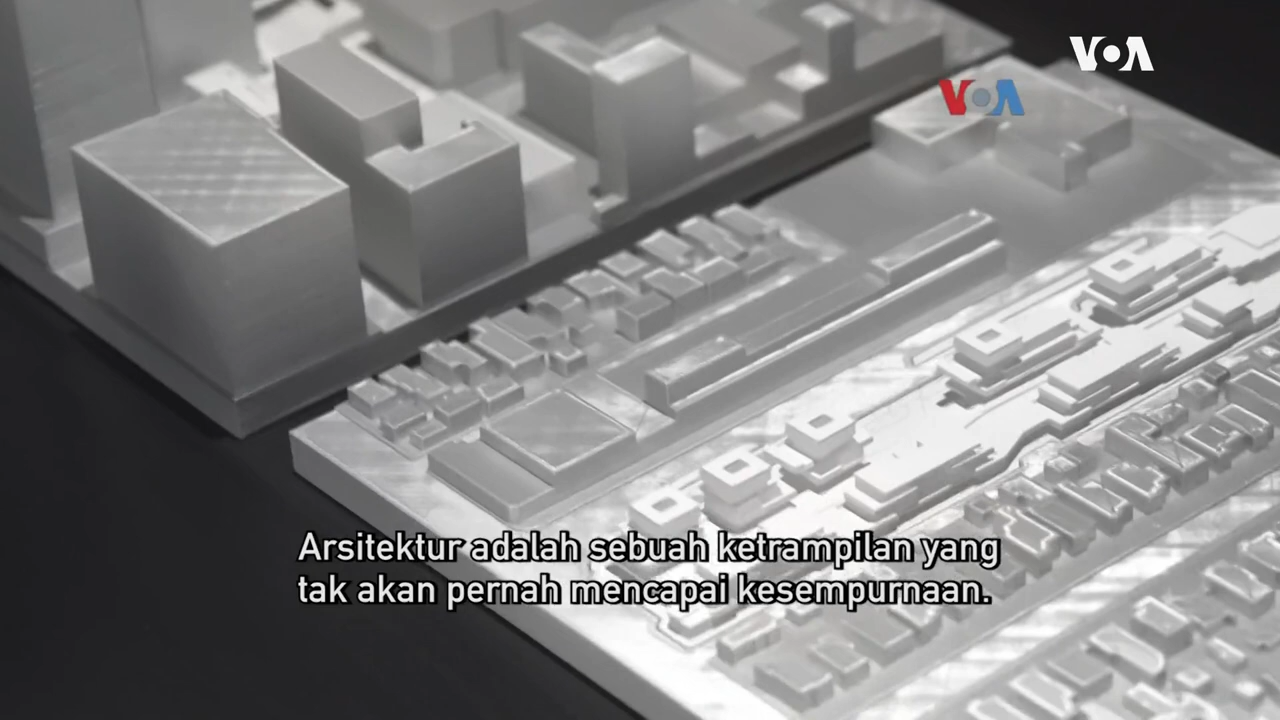 VOA
VOA
Arsitektur adalah sebuah ketrampilan yang
tak akan pernah mencapai kesempurnaan.